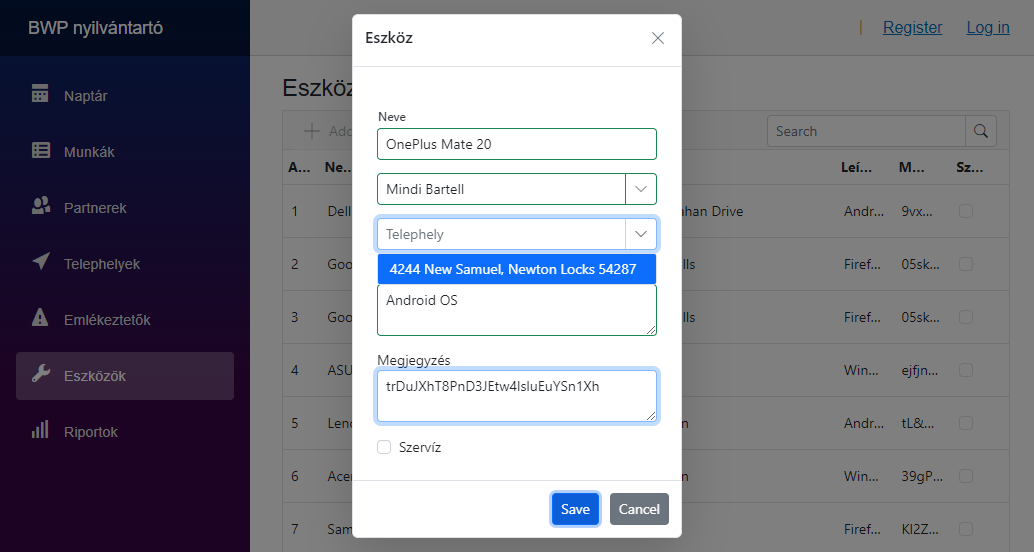 BWP nyilvántartó
Naptár
Munkák
Partnerek
Telephelyek
Emlékeztetők
Eszközök
Riportok
Register
Log in
Eszköz
Search
A... Ne... Leí... M... Sz...
1 Dell han Drive Andr... 9vx...
2 Goo lls Firef... 05sk...
3 Goo lls Firef... 05sk...
4 ASU Win... ejfjn...
5 Leno n Andr... tL&...
6 Acer n Win... 39gP...
7 Sam Firef... KI2Z...
Eszköz
Neve
OnePlus Mate 20
Mindi Bartell
Telephely
4244 New Samuel, Newton Locks 54287
Android OS
Megjegyzés
trDuJXhT8PnD3JEtw4IsluEuYSn1Xh
Szervíz
Save
Cancel